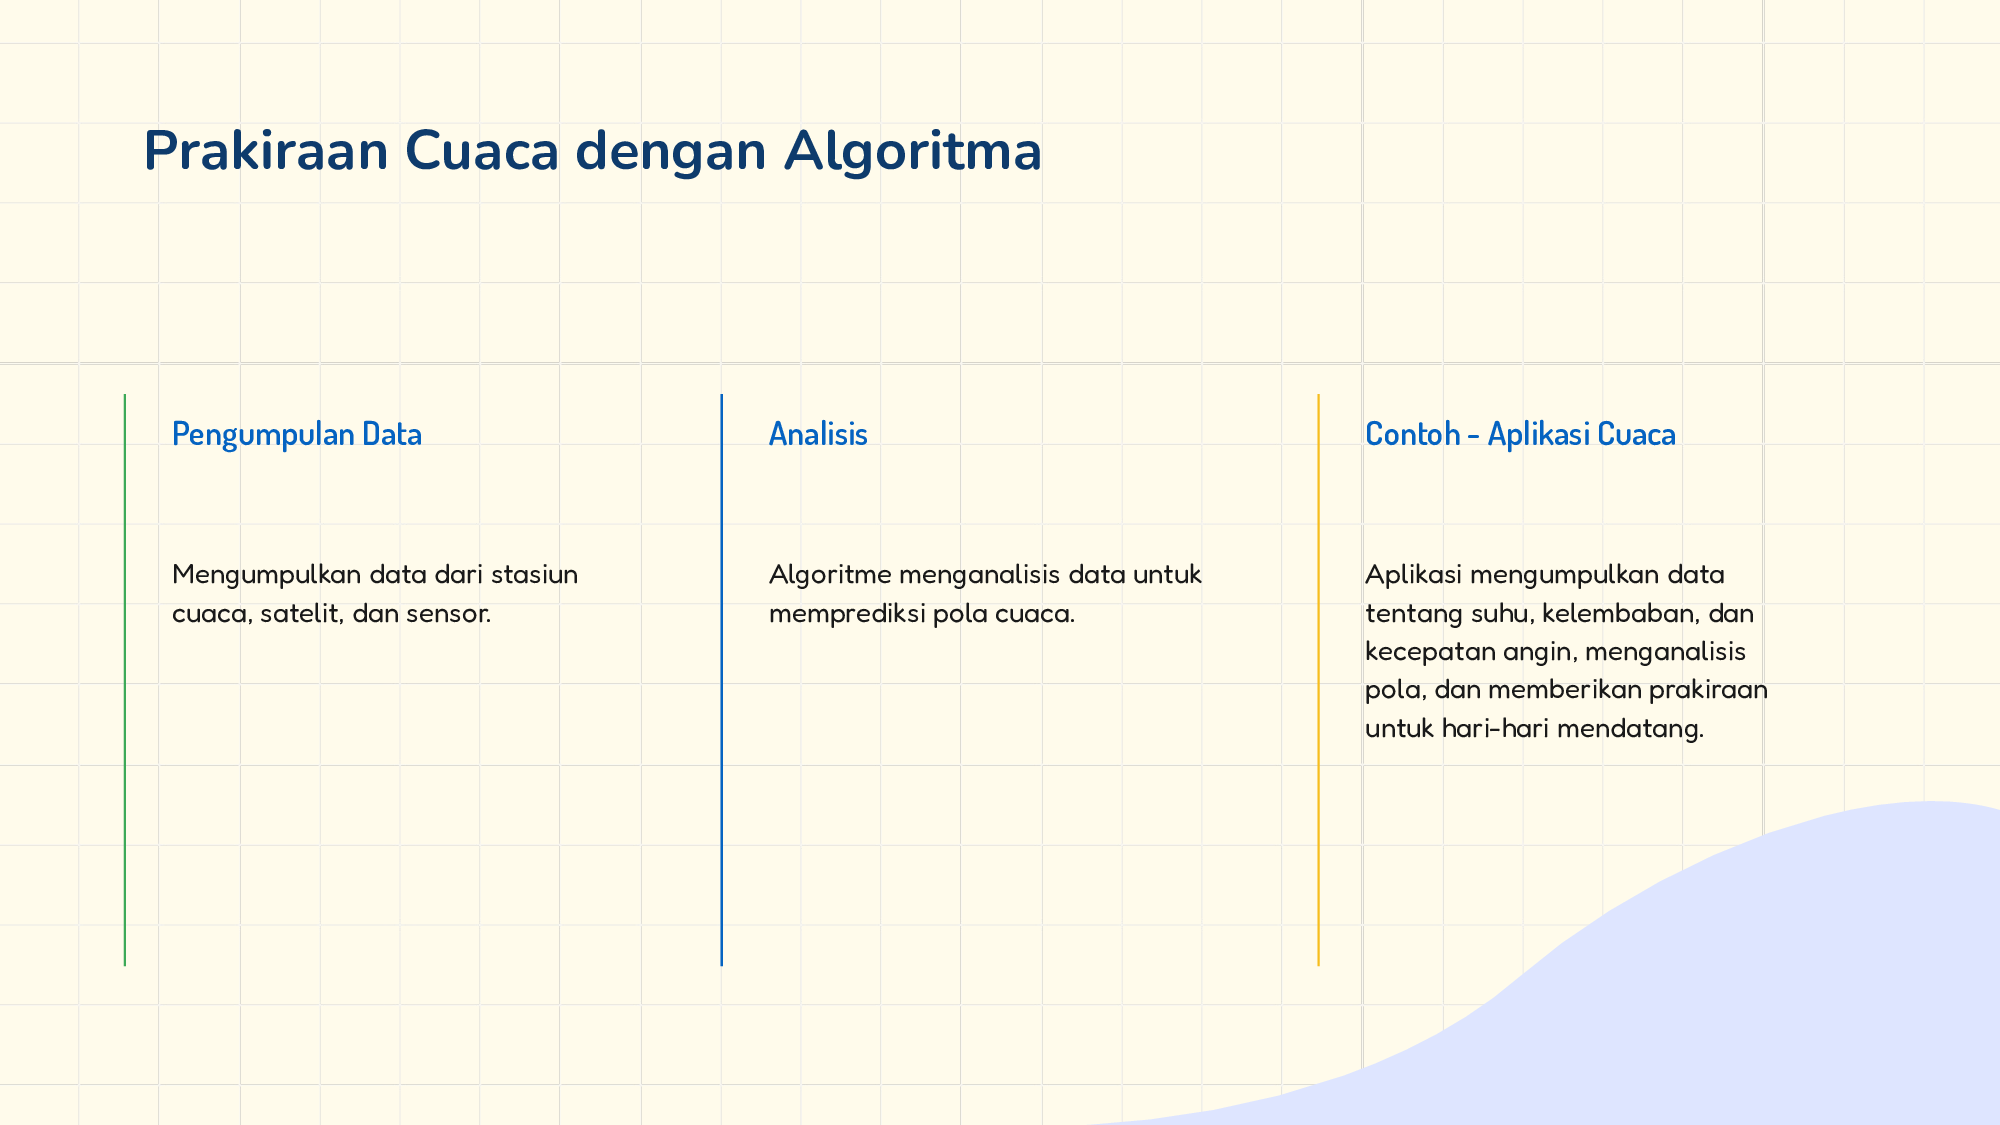 Prakiraan Cuaca dengan Algoritma
Pengumpulan Data
Mengumpulkan data dari stasiun
cuaca, satelit, dan sensor.
Analisis
Algoritme menganalisis data untuk
memprediksi pola cuaca.
Contoh - Aplikasi Cuaca
Aplikasi mengumpulkan data
tentang suhu, kelembaban, dan
kecepatan angin, menganalisis
pola, dan memberikan prakiraan
untuk hari-hari mendatang.